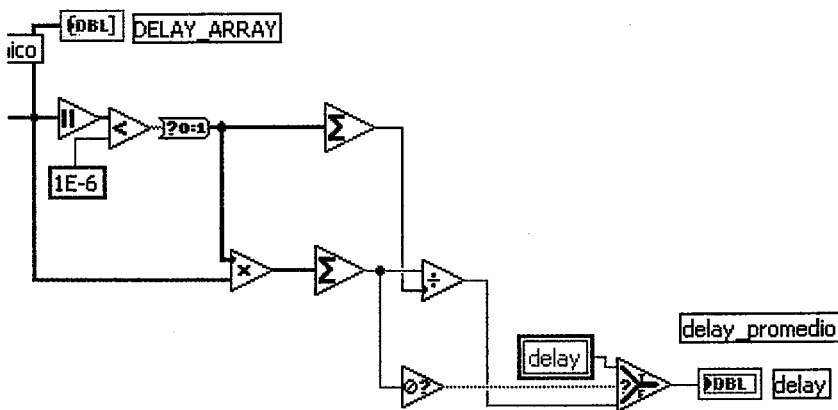 [DBL]
DELAY_ARRAY
ico
||
<
?0:1
Σ
1E-6
×
Σ
÷
delay_promedio
delay
?
DBL
delay